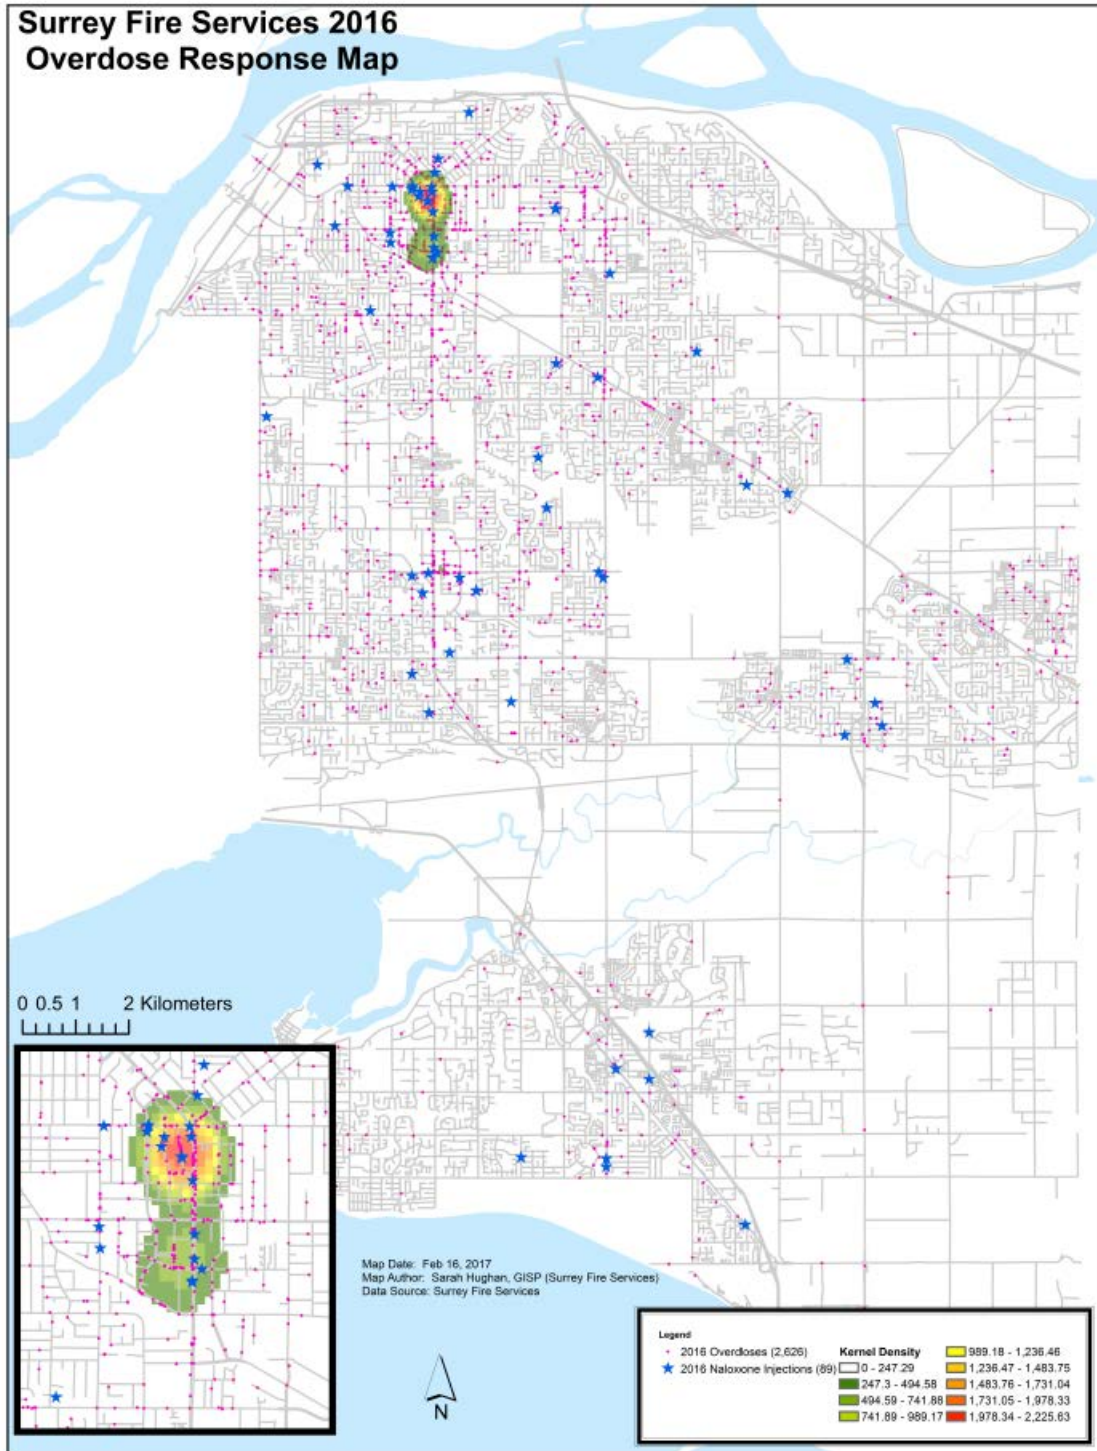 Surrey Fire Services 2016
Overdose Response Map
0 0.5 1 2 Kilometers
Map Date: Feb 16, 2017
Map Author: Sarah Hughan, GISP (Surrey Fire Services)
Data Source: Surrey Fire Services
N
Legend
2016 Overdoses (2,626)
2016 Naloxone Injections (89)
Kernel Density
0 - 247.29
247.3 - 494.58
494.59 - 741.88
741.89 - 989.17
989.18 - 1,236.46
1,236.47 - 1,483.75
1,483.76 - 1,731.04
1,731.05 - 1,978.33
1,978.34 - 2,225.63